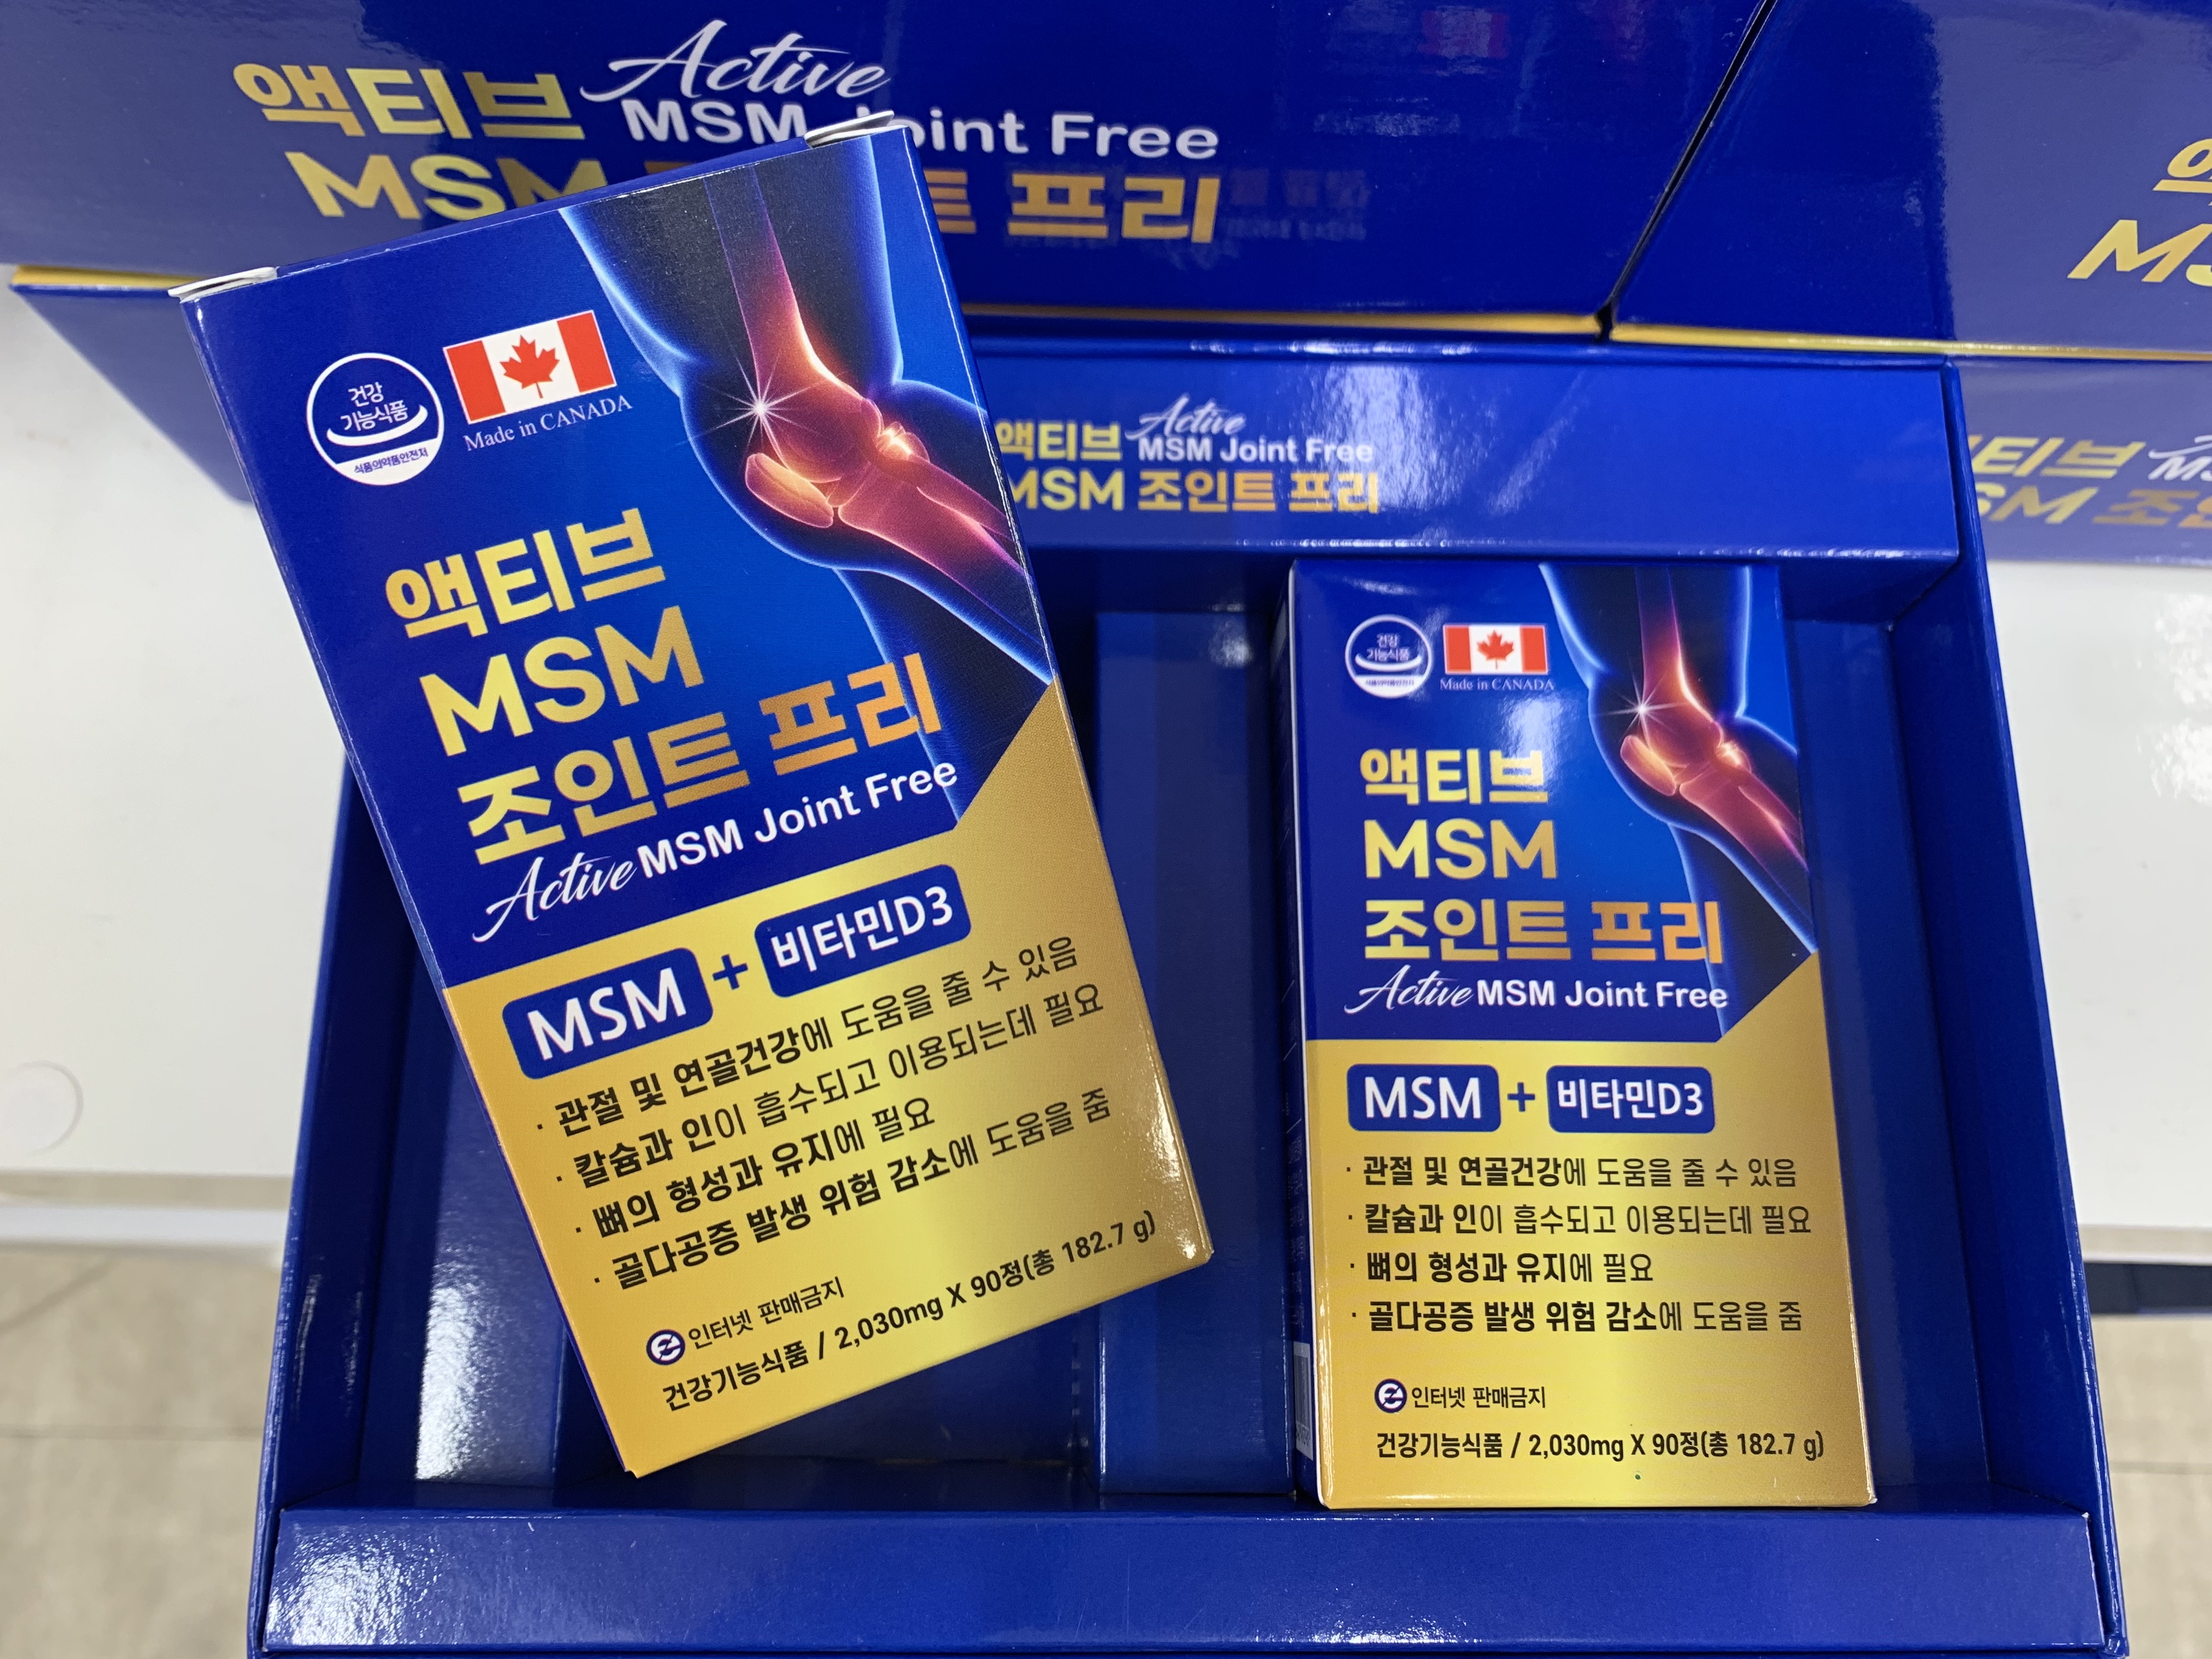 액티브 Active
MSM Joint Free
MSM 트 프리
액티브 Active
MSM Joint Free
MSM 조인트 프리
건강
기능식품
식품의약품안전처
Made in CANADA
액티브
MSM
조인트 프리
Active MSM Joint Free
MSM + 비타민D3
· 관절 및 연골건강에 도움을 줄 수 있음
· 칼슘과 인이 흡수되고 이용되는데 필요
· 뼈의 형성과 유지에 필요
· 골다공증 발생 위험 감소에 도움을 줌
인터넷 판매금지
건강기능식품 / 2,030mg X 90정(총 182.7 g)
건강
기능식품
식품의약품안전처
Made in CANADA
액티브
MSM
조인트 프리
Active MSM Joint Free
MSM + 비타민D3
· 관절 및 연골건강에 도움을 줄 수 있음
· 칼슘과 인이 흡수되고 이용되는데 필요
· 뼈의 형성과 유지에 필요
· 골다공증 발생 위험 감소에 도움을 줌
인터넷 판매금지
건강기능식품 / 2,030mg X 90정(총 182.7 g)